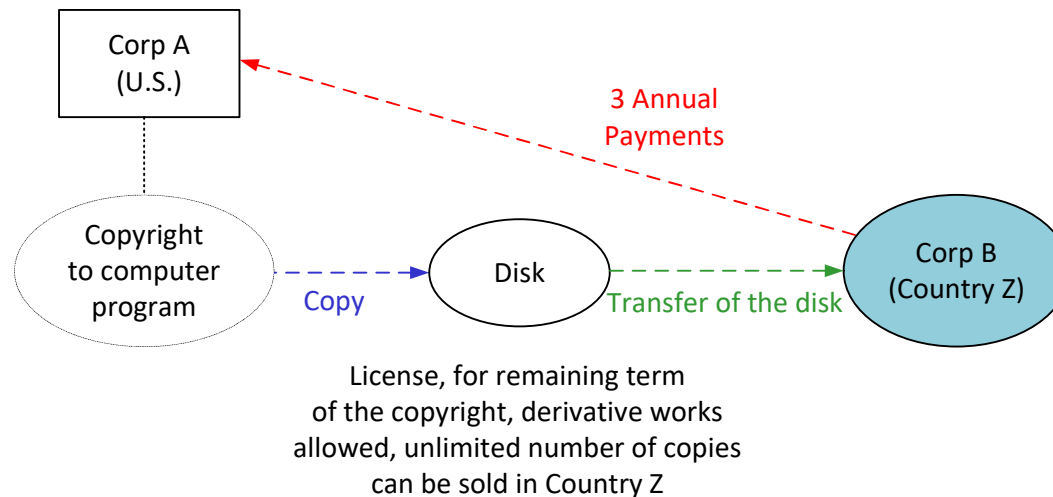 Corp A
(U.S.)
3 Annual
Payments
Copyright
to computer
program
Copy
Disk
Transfer of the disk
Corp B
(Country Z)
License, for remaining term
of the copyright, derivative works
allowed, unlimited number of copies
can be sold in Country Z